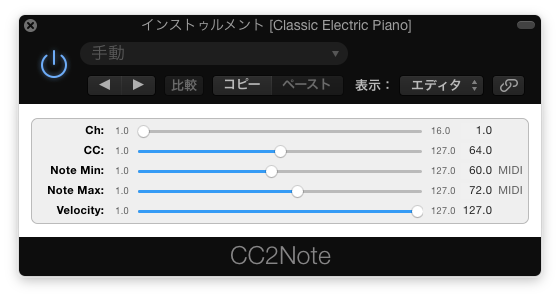 インストゥルメント [Classic Electric Piano]
手動
比較 コピー ペースト 表示： エディタ
Ch: 1.0 16.0 1.0
CC: 1.0 127.0 64.0
Note Min: 1.0 127.0 60.0 MIDI
Note Max: 1.0 127.0 72.0 MIDI
Velocity: 1.0 127.0 127.0
CC2Note